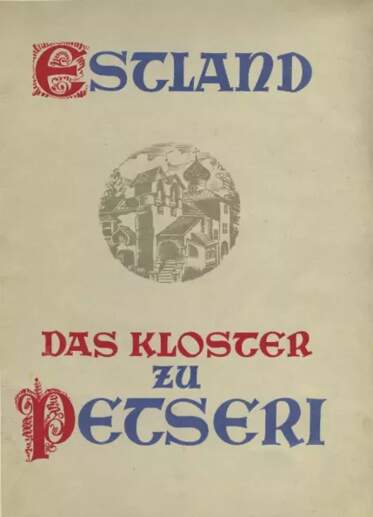 ESTLAND
DAS KLOSTER
ZU
PETSERI